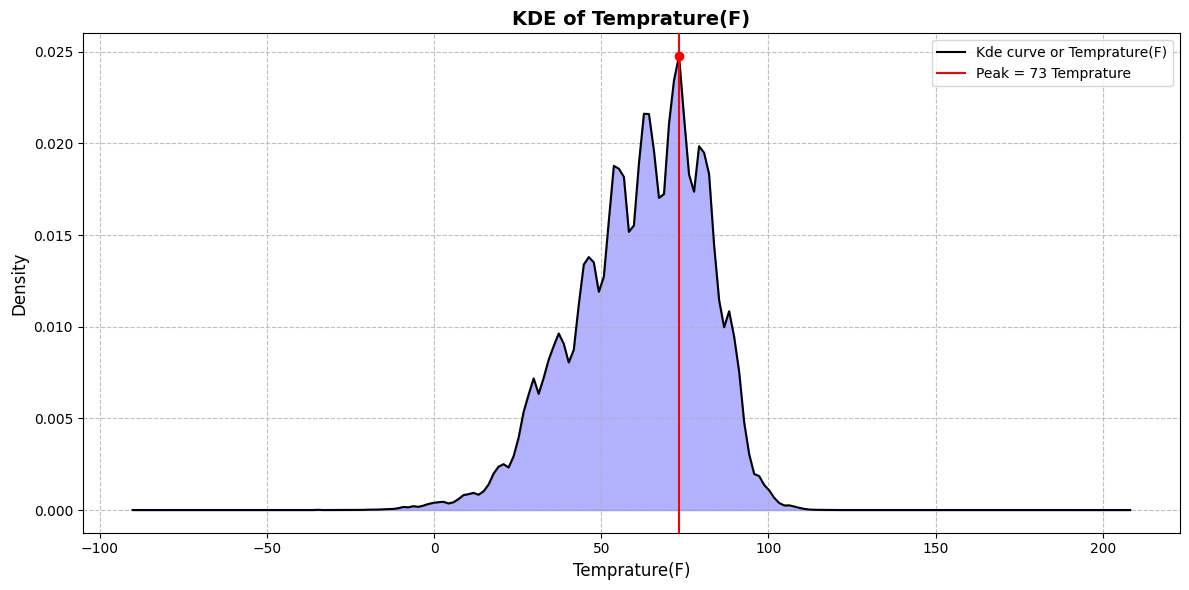 KDE of Temprature(F)
Kde curve or Temprature(F)
Peak = 73 Temprature
0.025
0.020
0.015
0.010
0.005
0.000
Density
−100
−50
0
50
100
150
200
Temprature(F)